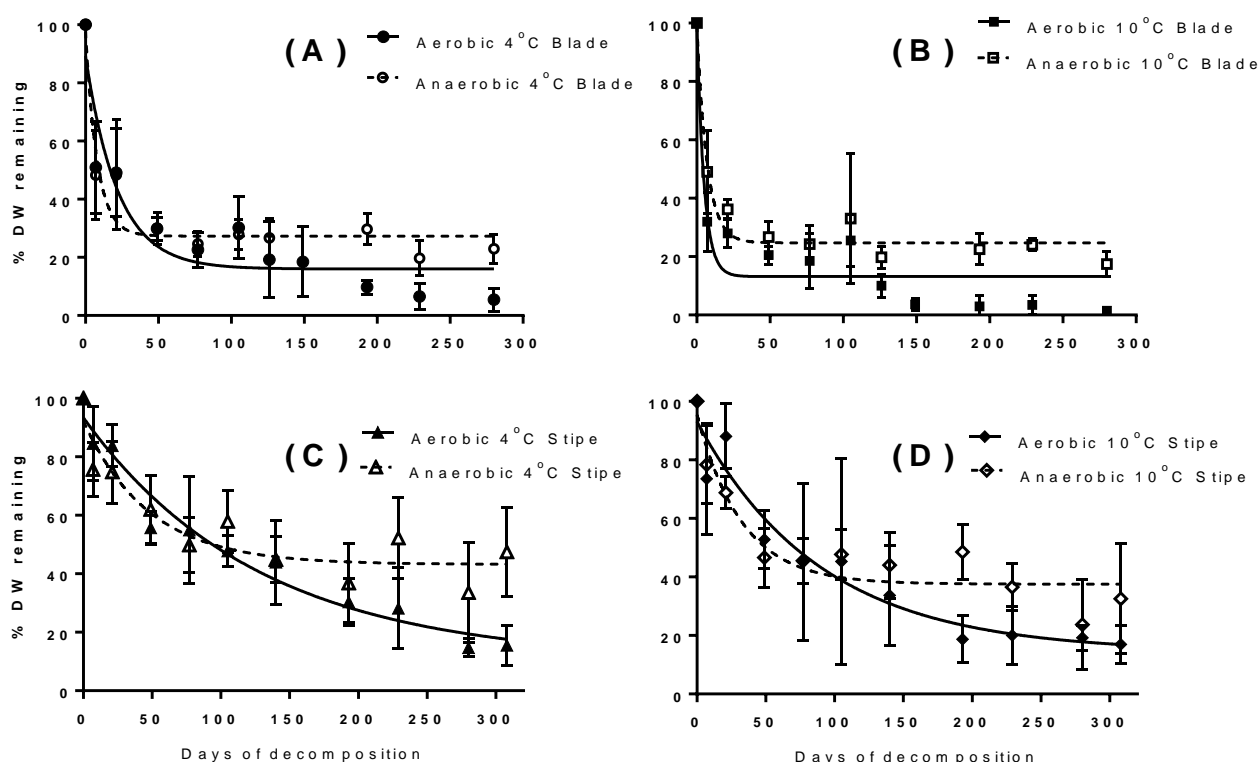 (A)
Aerobic 4°C Blade
Anaerobic 4°C Blade
% DW remaining
100
80
60
40
20
0
0 50 100 150 200 250 300
(B)
Aerobic 10°C Blade
Anaerobic 10°C Blade
100
80
60
40
20
0
0 50 100 150 200 250 300
(C)
Aerobic 4°C Stipe
Anaerobic 4°C Stipe
% DW remaining
100
80
60
40
20
0
0 50 100 150 200 250 300
Days of decomposition
(D)
Aerobic 10°C Stipe
Anaerobic 10°C Stipe
100
80
60
40
20
0
0 50 100 150 200 250 300
Days of decomposition